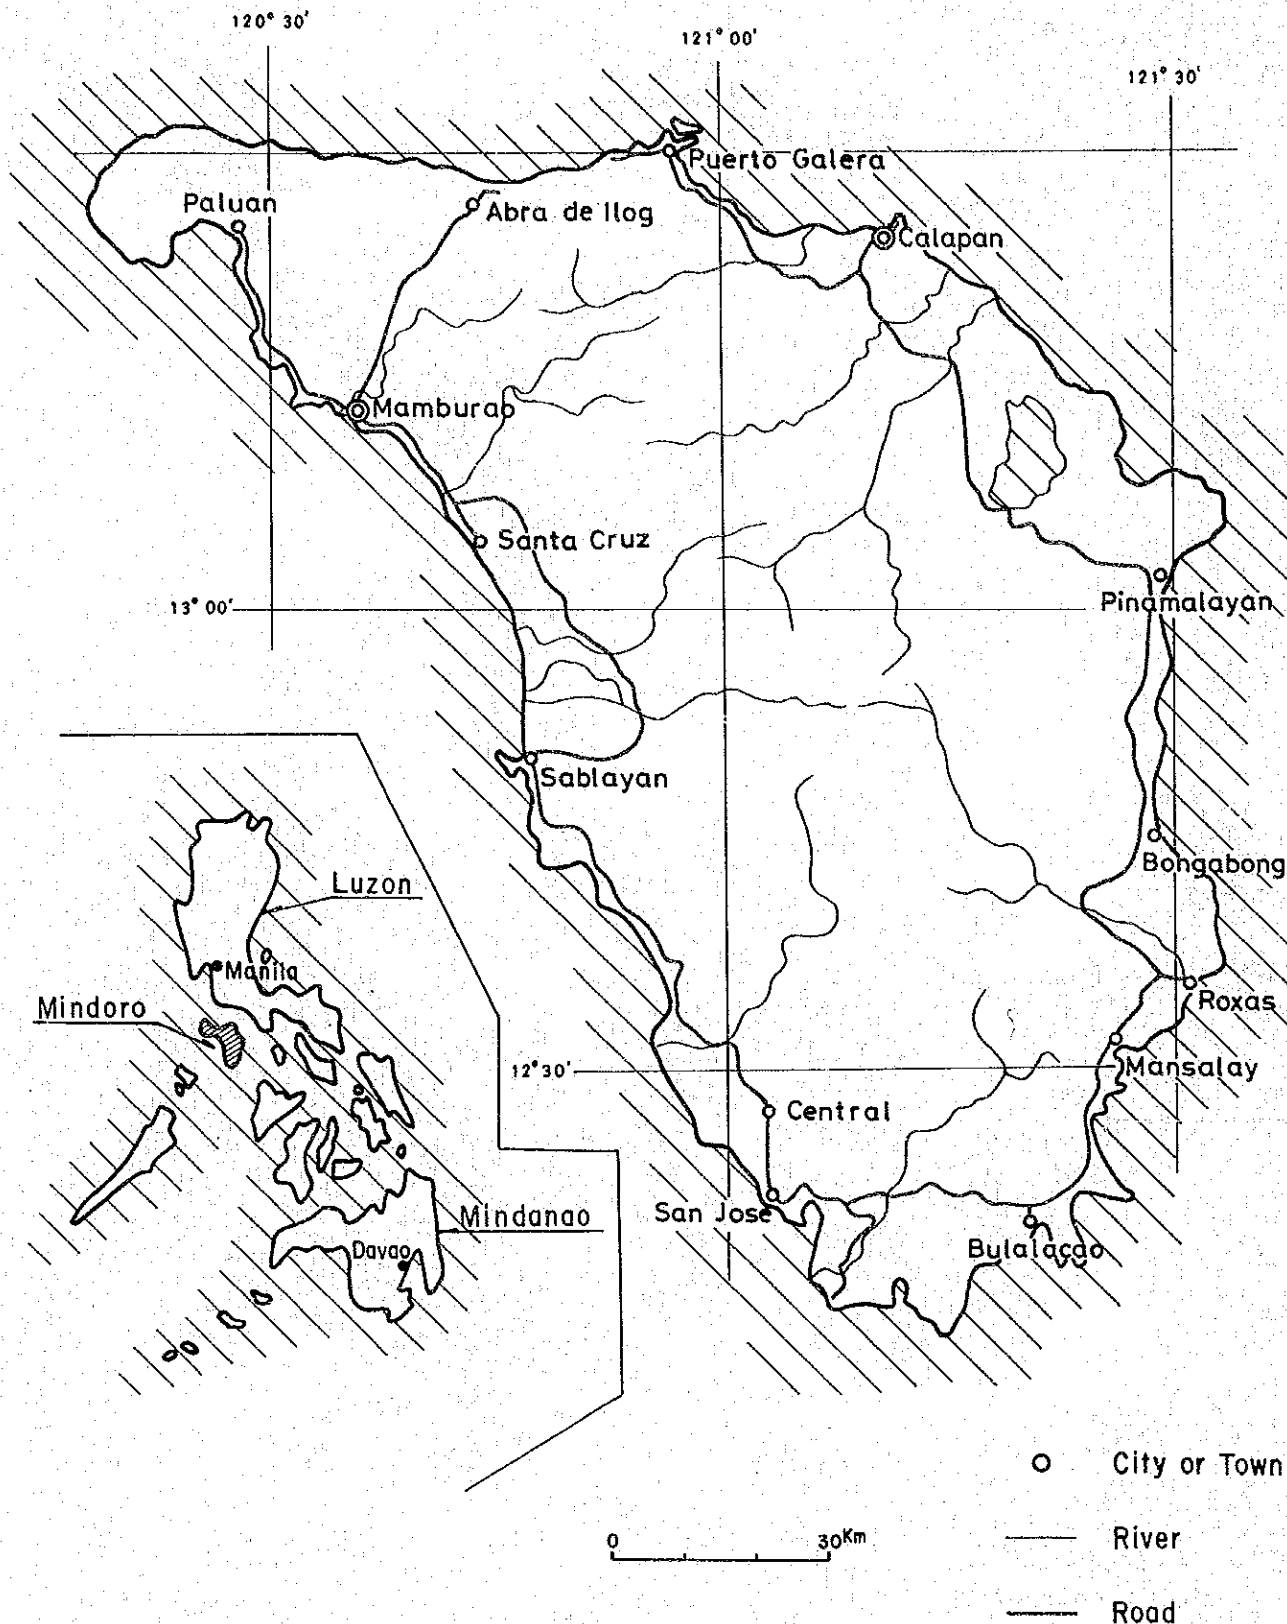 120° 30'
121° 00'
121° 30'
Puerto Galera
Paluan
Abra de Ilog
Calapan
Mamburao
Santa Cruz
13° 00'
Pinamalayan
Sablayan
Bongabong
Luzon
Manila
Mindoro
Roxas
12° 30'
Mansalay
Central
San Jose
Mindanao
Davao
Bulalacao
City or Town
0 30Km
River
Road